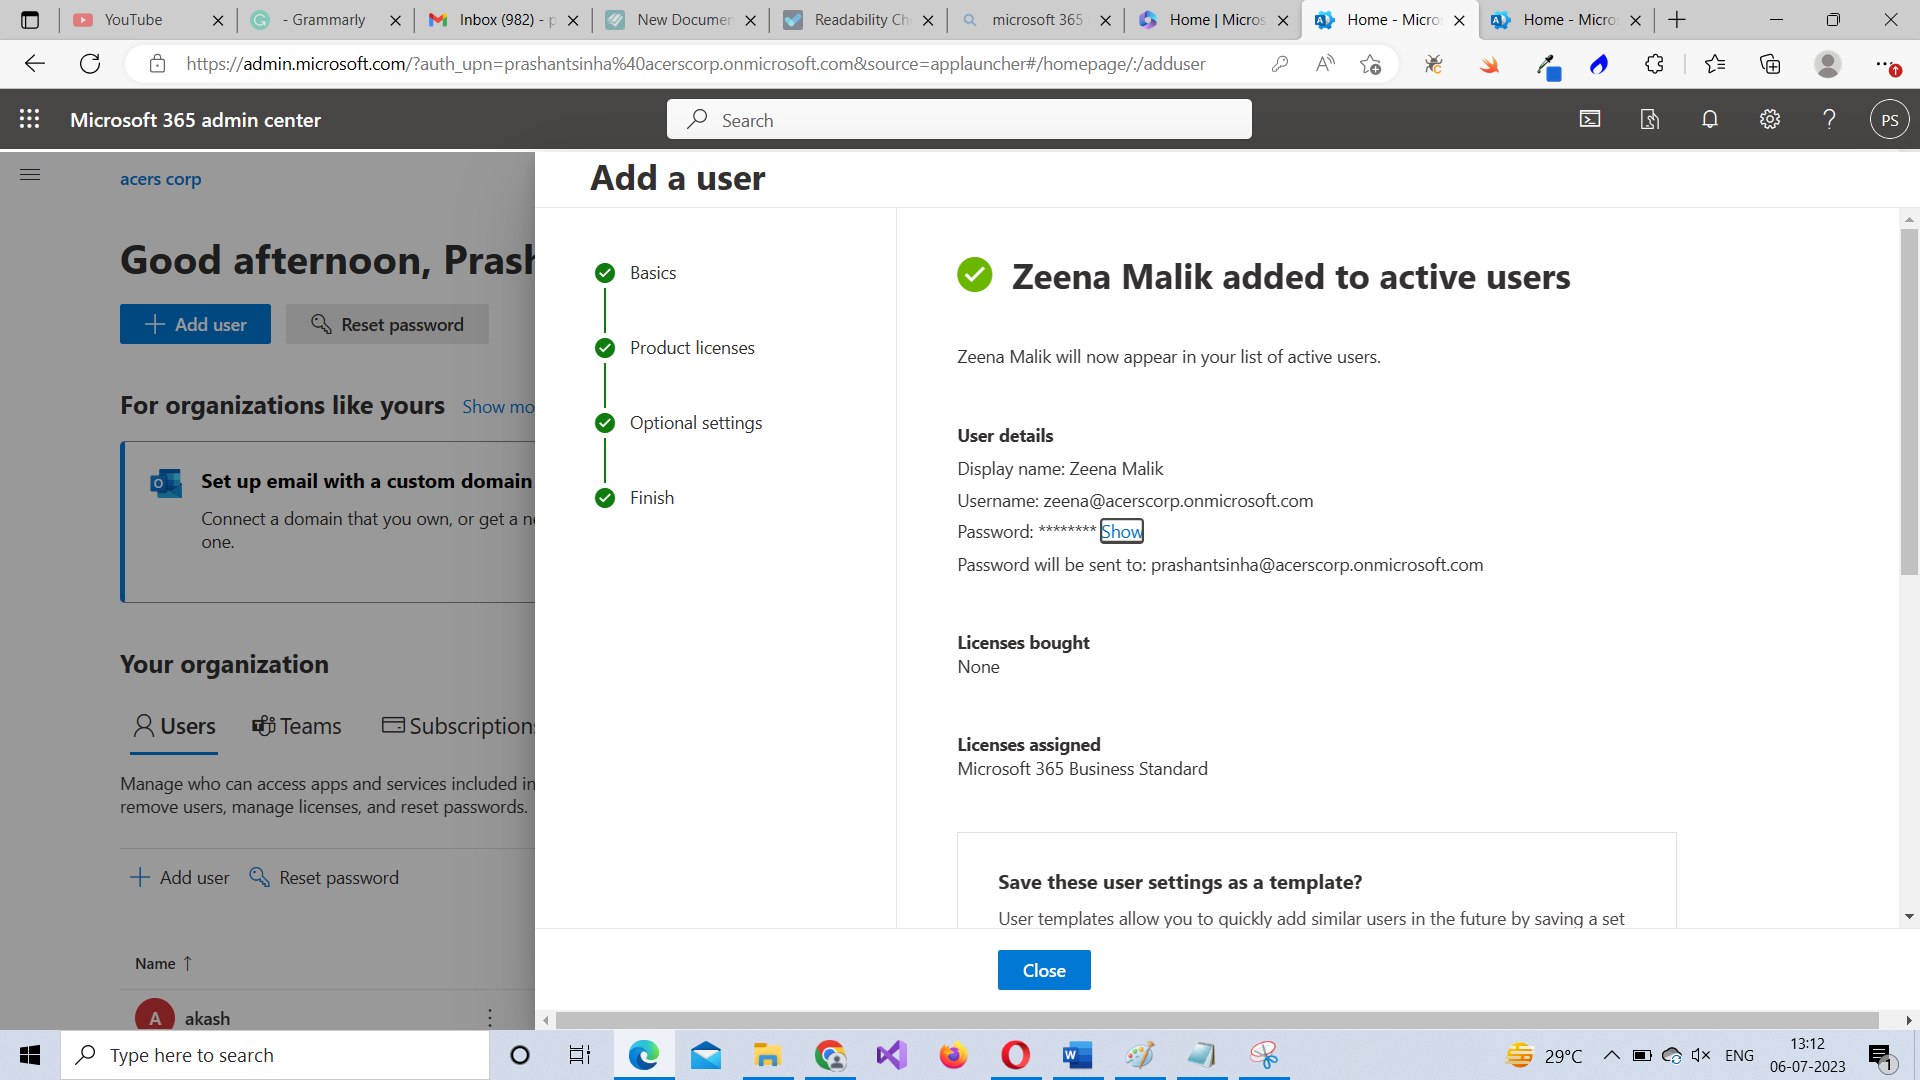 YouTube
- Grammarly
Inbox (982) - p
New Documen
Readability Ch
microsoft 365
Home | Micros
Home - Micro
Home - Micro
https://admin.microsoft.com/?auth_upn=prashantsinha%40acerscorp.onmicrosoft.com&source=applauncher#/homepage/:/adduser
Microsoft 365 admin center
Search
PS
acers corp
Good afternoon, Prash
Add user
Reset password
For organizations like yours Show mo
Set up email with a custom domain
Connect a domain that you own, or get a ne
one.
Your organization
Users
Teams
Subscriptions
Manage who can access apps and services included in
remove users, manage licenses, and reset passwords.
Add user
Reset password
Name ↑
A akash
Add a user
Basics
Product licenses
Optional settings
Finish
Zeena Malik added to active users
Zeena Malik will now appear in your list of active users.
User details
Display name: Zeena Malik
Username: zeena@acerscorp.onmicrosoft.com
Password: ******** Show
Password will be sent to: prashantsinha@acerscorp.onmicrosoft.com
Licenses bought
None
Licenses assigned
Microsoft 365 Business Standard
Save these user settings as a template?
User templates allow you to quickly add similar users in the future by saving a set
Close
Type here to search
29°C
ENG
13:12
06-07-2023
1